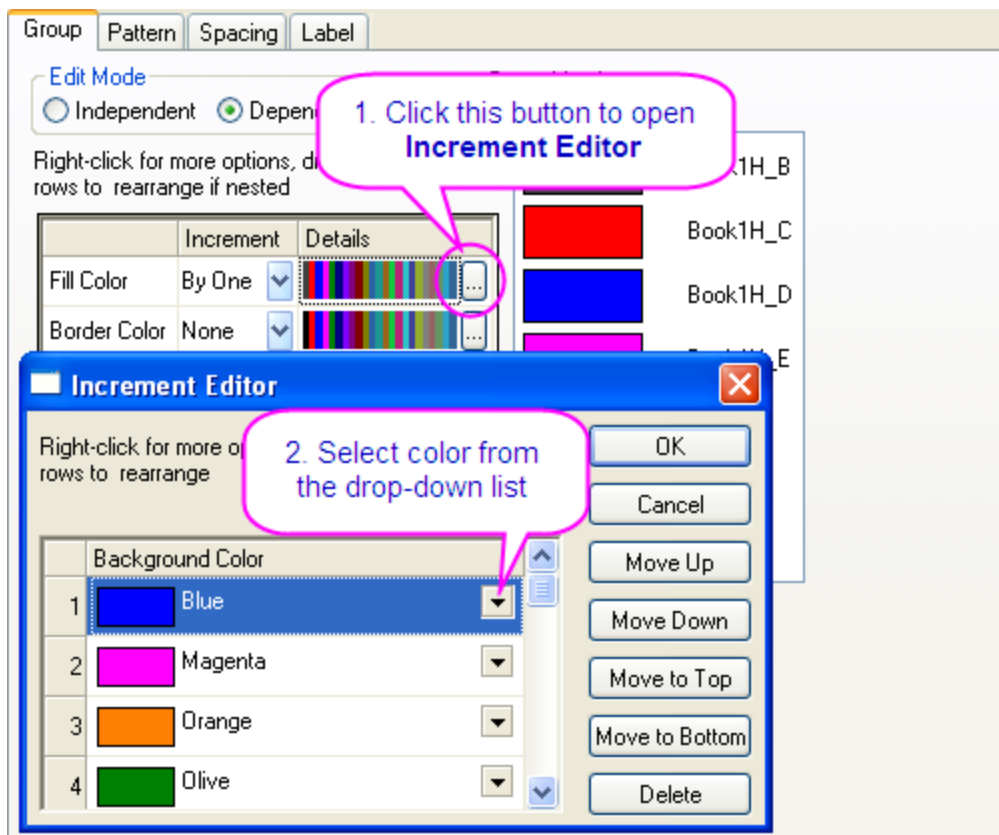 Group Pattern Spacing Label
Edit Mode
Independent
1. Click this button to open
Increment Editor
Right-click for more options,
rows to rearrange if nested
1H_B
Increment Details
Book1H_C
Fill Color By One ...
Book1H_D
Border Color None ...
_E
Increment Editor
Right-click for more
rows to rearrange
2. Select color from
the drop-down list
OK
Cancel
Background Color
Move Up
1 Blue
Move Down
2 Magenta
Move to Top
3 Orange
Move to Bottom
4 Olive
Delete